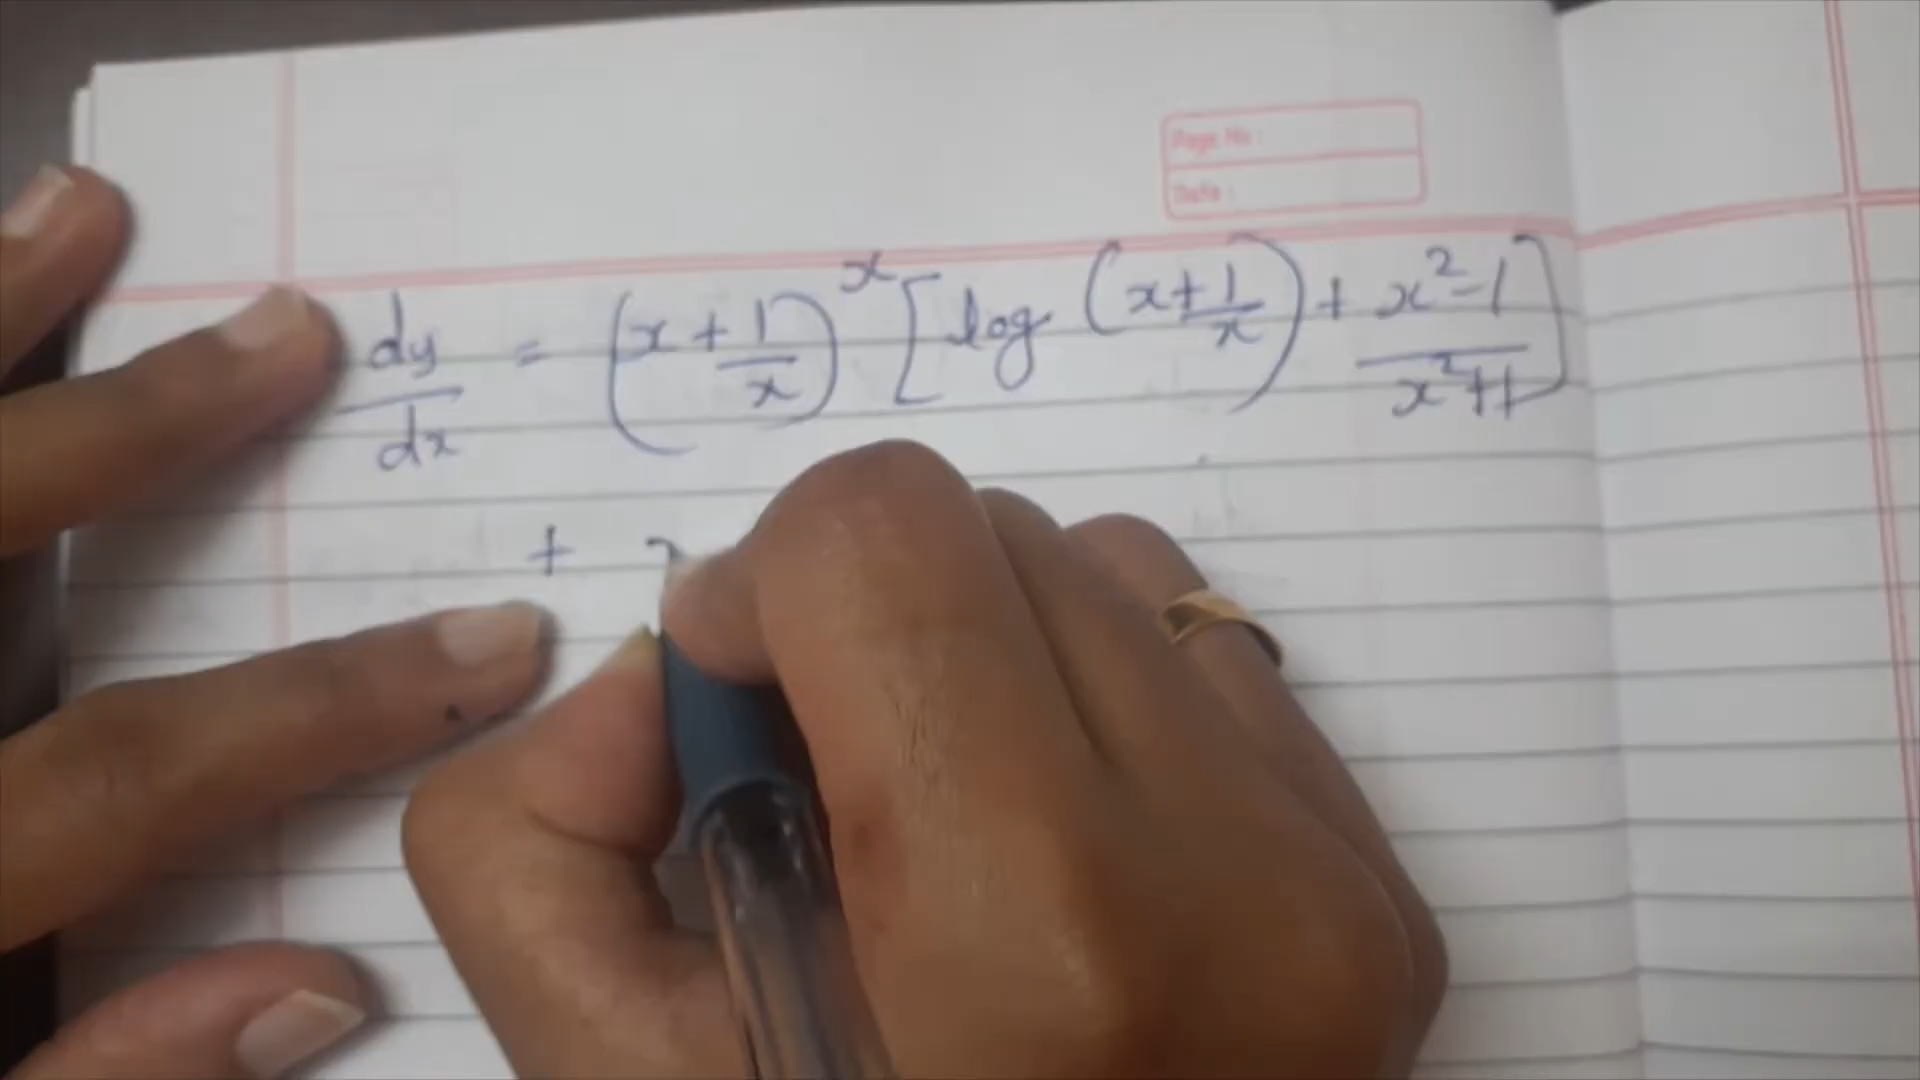 Page No :
Date :
dy/dx = (x + 1/x)^x [log (x + 1/x) + x² - 1 / x² + 1]
+